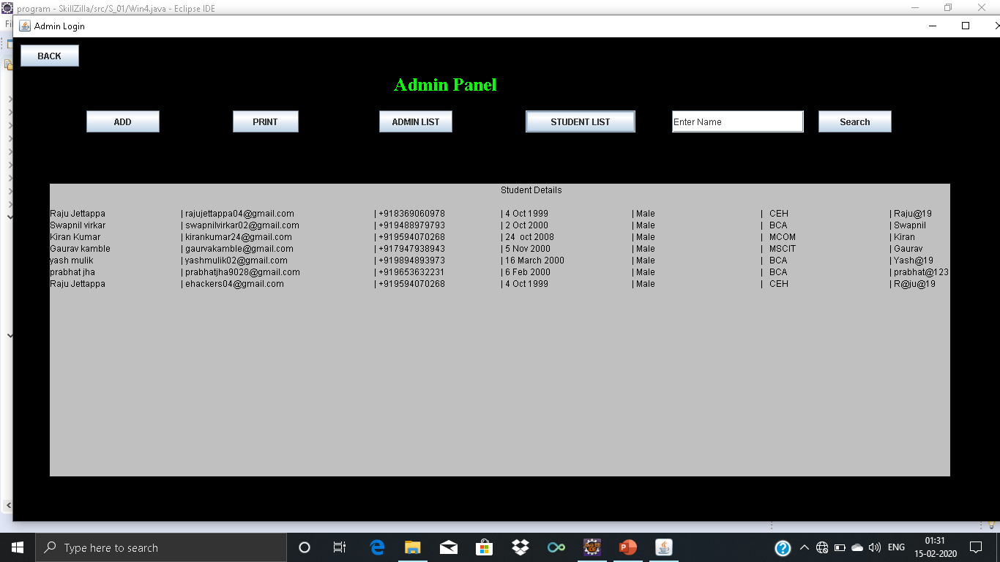 program - SkillZilla/src/S_01/Win4.java - Eclipse IDE
Fi
Admin Login
BACK
Admin Panel
ADD PRINT ADMIN LIST STUDENT LIST Enter Name Search
Student Details
Raju Jettappa | rajujettappa04@gmail.com | +918369060978 | 4 Oct 1999 | Male | CEH | Raju@19
Swapnil virkar | swapnilvirkar02@gmail.com | +919488979793 | 2 Oct 2000 | Male | BCA | Swapnil
Kiran Kumar | kirankumar24@gmail.com | +919594070268 | 24  oct 2008 | Male | MCOM | Kiran
Gaurav kamble | gaurvakamble@gmail.com | +917947938943 | 5 Nov 2000 | Male | MSCIT | Gaurav
yash mulik | yashmulik02@gmail.com | +919894893973 | 16 March 2000 | Male | BCA | Yash@19
prabhat jha | prabhatjha9028@gmail.com | +919653632231 | 6 Feb 2000 | Male | BCA | prabhat@123
Raju Jettappa | ehackers04@gmail.com | +919594070268 | 4 Oct 1999 | Male | CEH | R@ju@19
Type here to search
ENG
01:31
15-02-2020